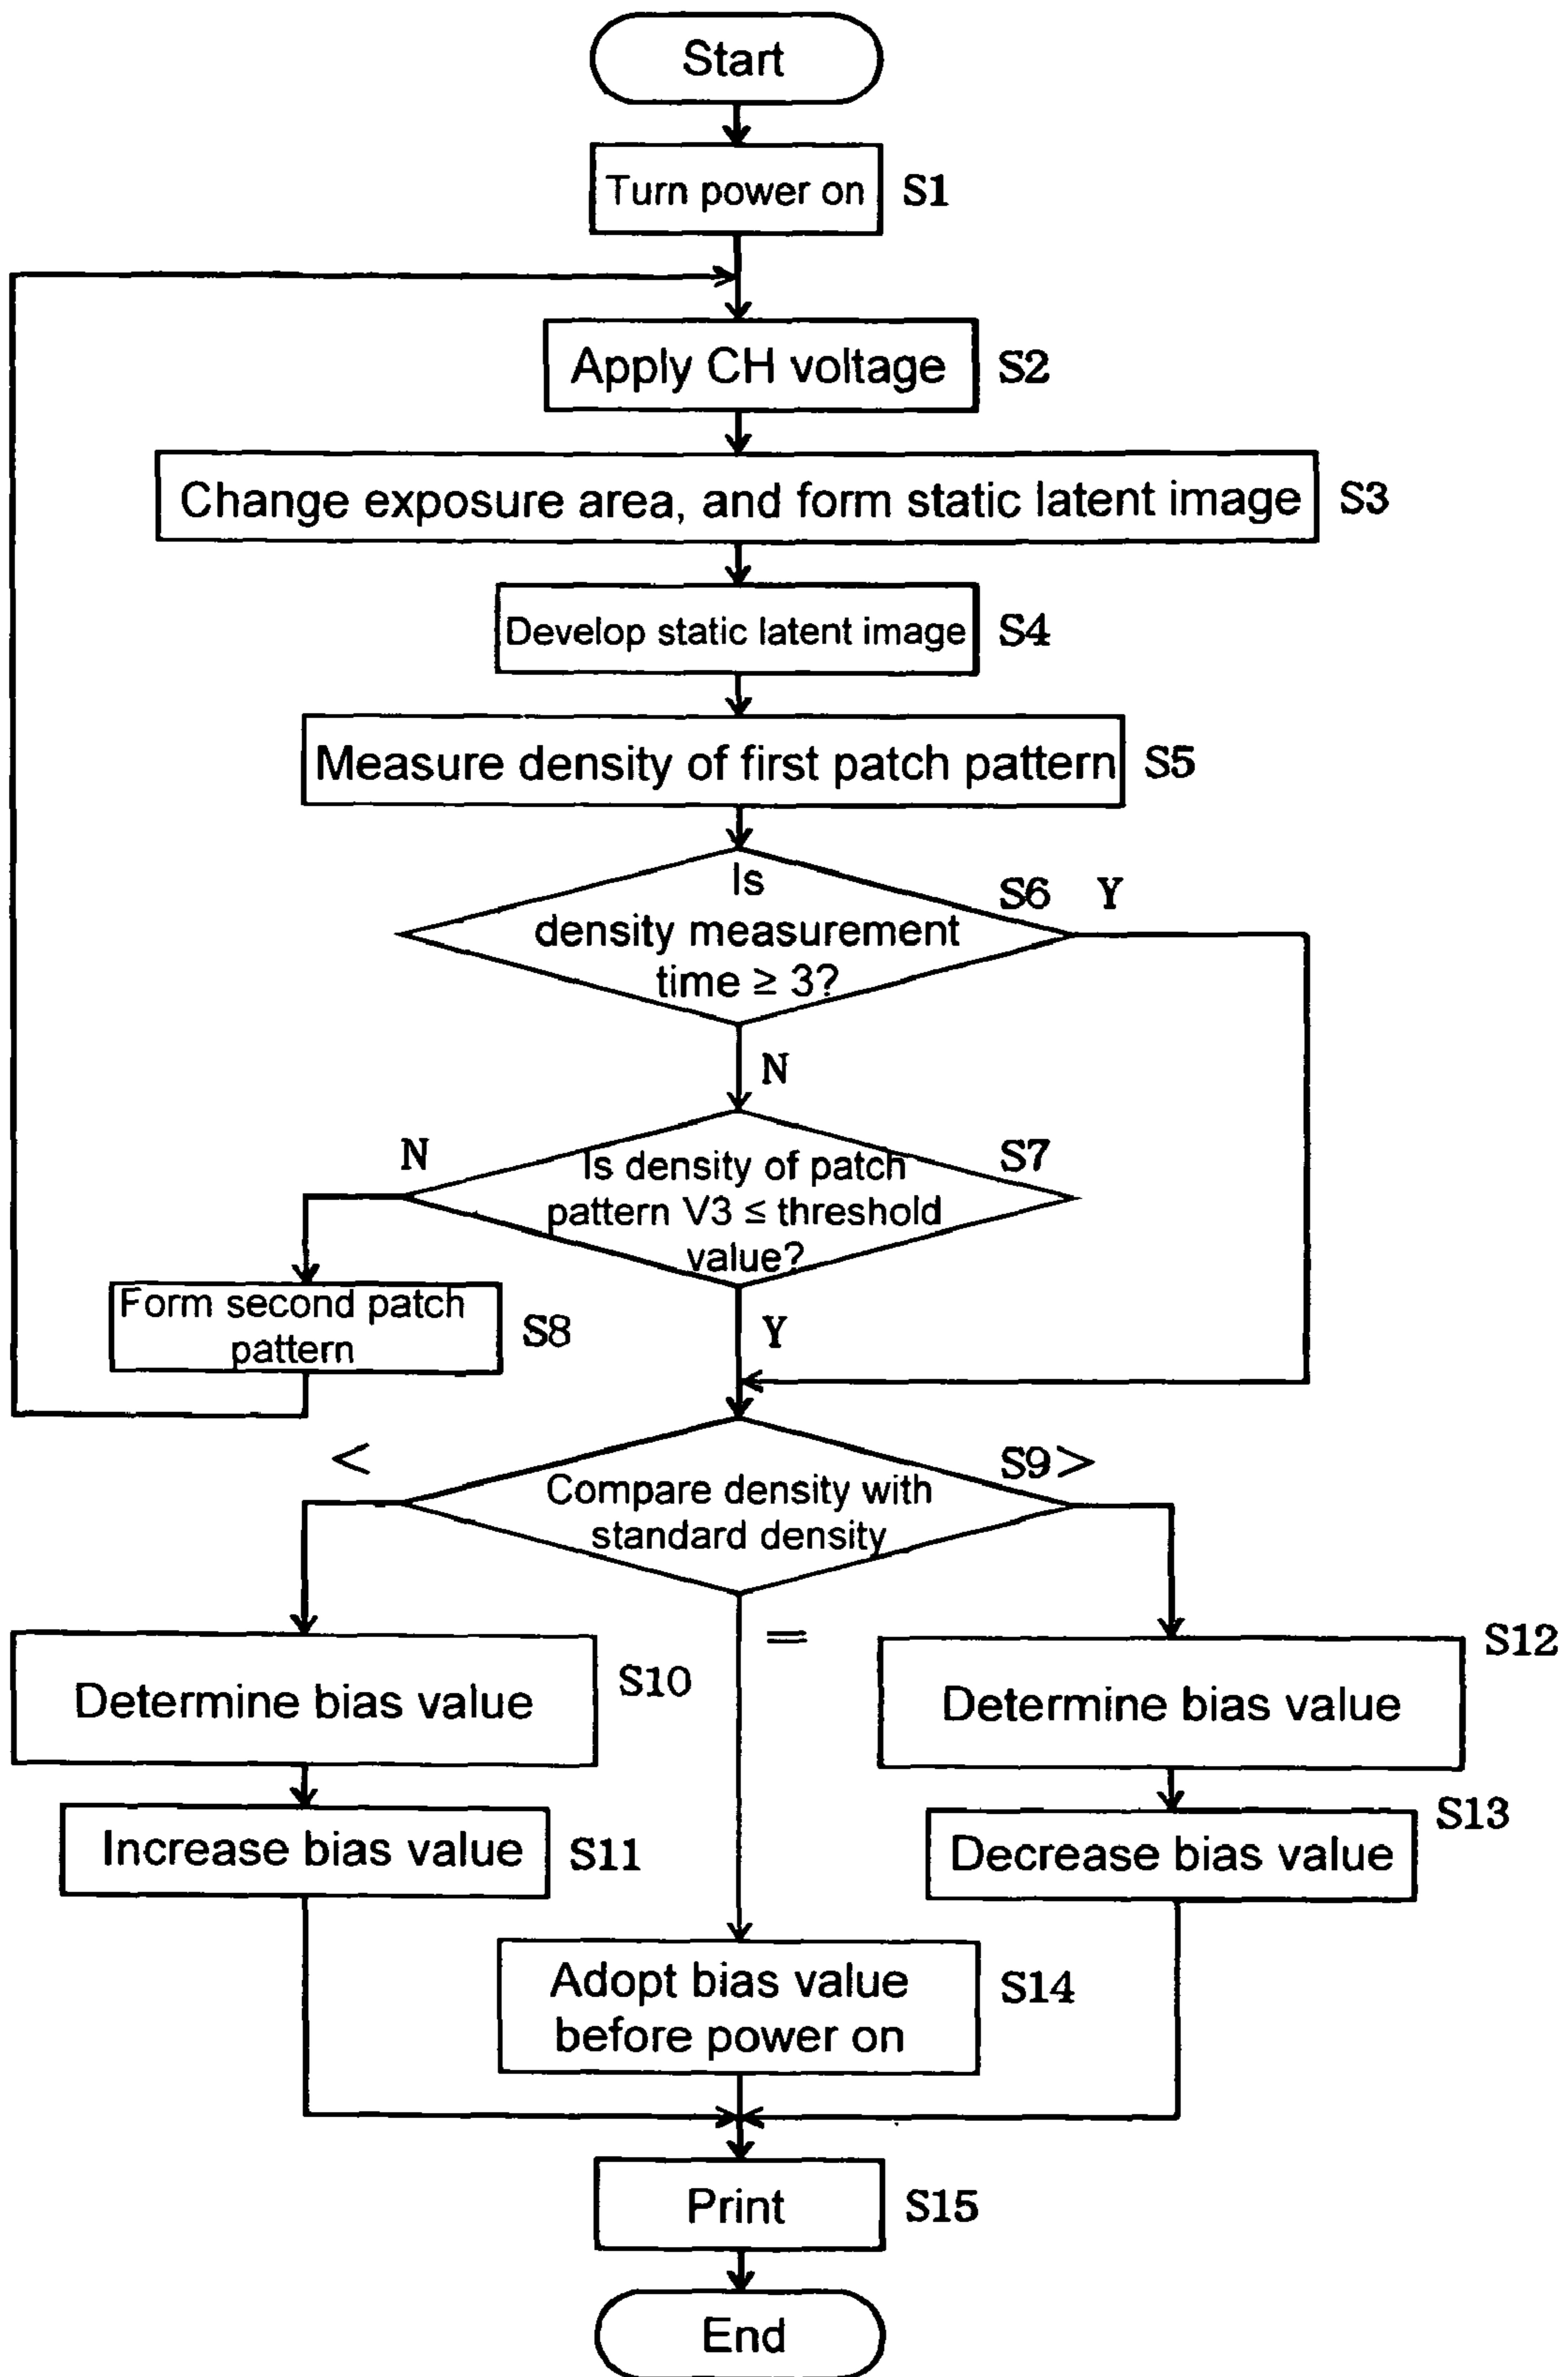 Start
Turn power on S1
Apply CH voltage S2
Change exposure area, and form static latent image S3
Develop static latent image S4
Measure density of first patch pattern S5
Is
density measurement
time ≥ 3?
S6 Y
N
Is density of patch
pattern V3 ≤ threshold
value?
S7
N
Form second patch
pattern
S8
Y
<
Compare density with
standard density
S9 >
=
Determine bias value S10
Determine bias value S12
Increase bias value S11
Decrease bias value S13
Adopt bias value
before power on
S14
Print S15
End